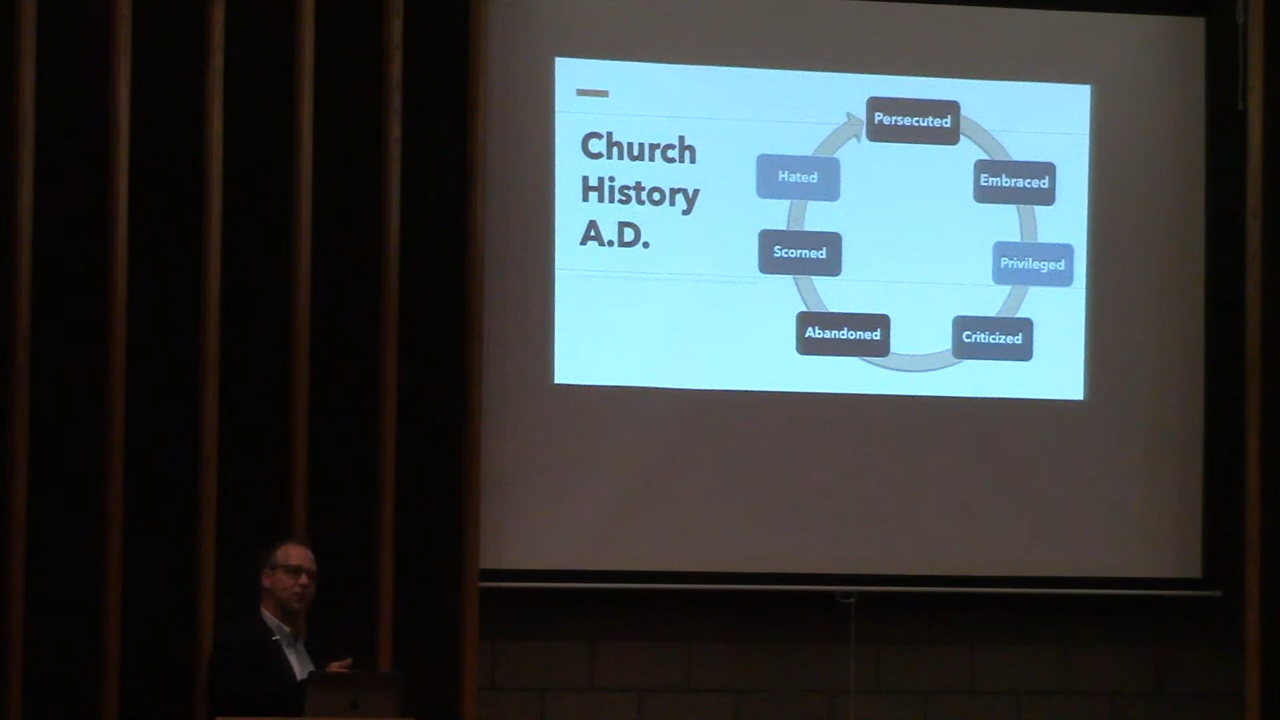 Church
History
A.D.
Persecuted
Embraced
Privileged
Criticized
Abandoned
Scorned
Hated